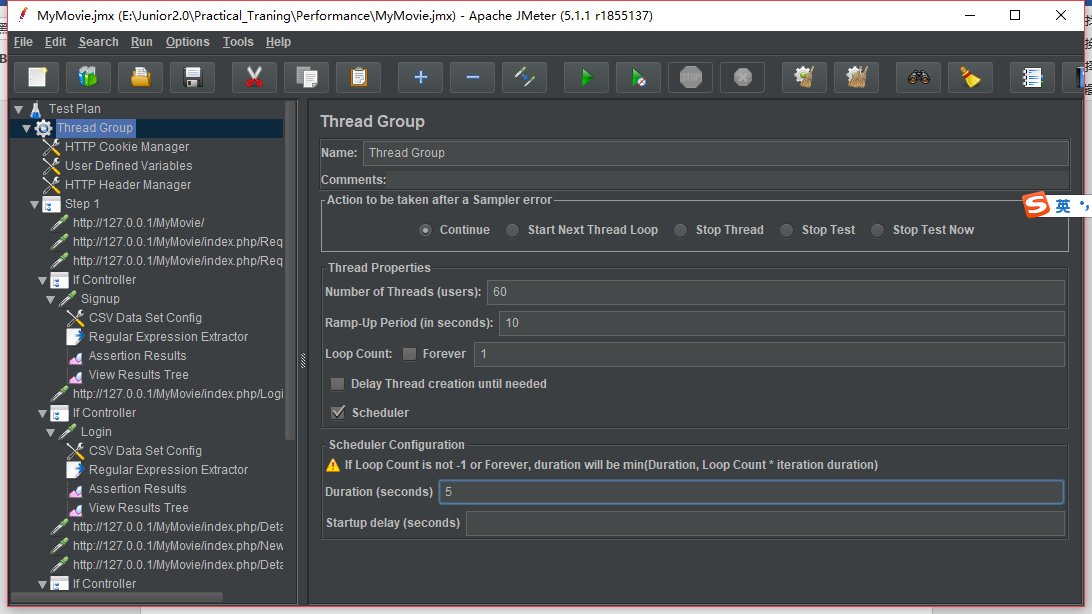 MyMovie.jmx (E:\Junior2.0\Practical_Traning\Performance\MyMovie.jmx) - Apache JMeter (5.1.1 r1855137)
File Edit Search Run Options Tools Help
STOP
Test Plan
Thread Group
HTTP Cookie Manager
User Defined Variables
HTTP Header Manager
Step 1
http://127.0.0.1/MyMovie/
http://127.0.0.1/MyMovie/index.php/Req
http://127.0.0.1/MyMovie/index.php/Req
If Controller
Signup
CSV Data Set Config
Regular Expression Extractor
Assertion Results
View Results Tree
http://127.0.0.1/MyMovie/index.php/Logi
If Controller
Login
CSV Data Set Config
Regular Expression Extractor
Assertion Results
View Results Tree
http://127.0.0.1/MyMovie/index.php/Deta
http://127.0.0.1/MyMovie/index.php/New
http://127.0.0.1/MyMovie/index.php/Deta
If Controller
Thread Group
Name: Thread Group
Comments:
Action to be taken after a Sampler error
Continue Start Next Thread Loop Stop Thread Stop Test Stop Test Now
Thread Properties
Number of Threads (users): 60
Ramp-Up Period (in seconds): 10
Loop Count: Forever 1
Delay Thread creation until needed
Scheduler
Scheduler Configuration
If Loop Count is not -1 or Forever, duration will be min(Duration, Loop Count * iteration duration)
Duration (seconds) 5
Startup delay (seconds)
S 英